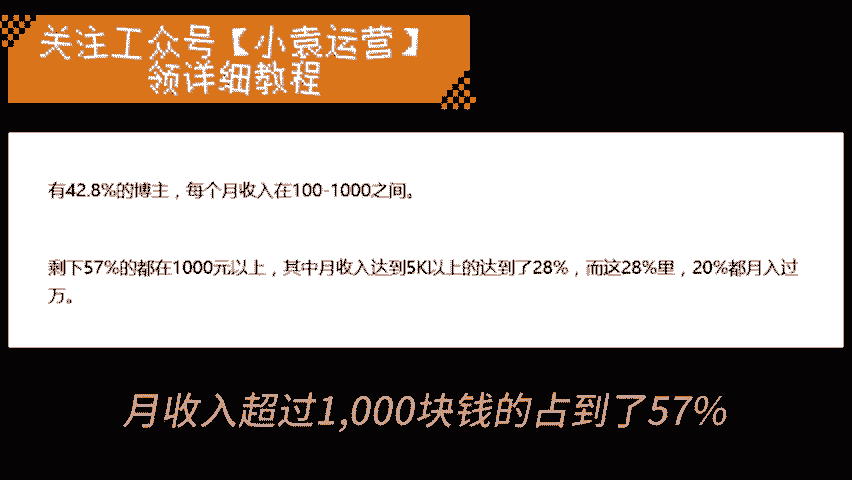 关注工众号【小袁运营】
领详细教程
有42.8%的博主，每个月收入在100-1000之间。
剩下57%的都在1000元以上，其中月收入达到5K以上的达到了28%，而这28%里，20%都月入过
万。
月收入超过1,000块钱的占到了57%